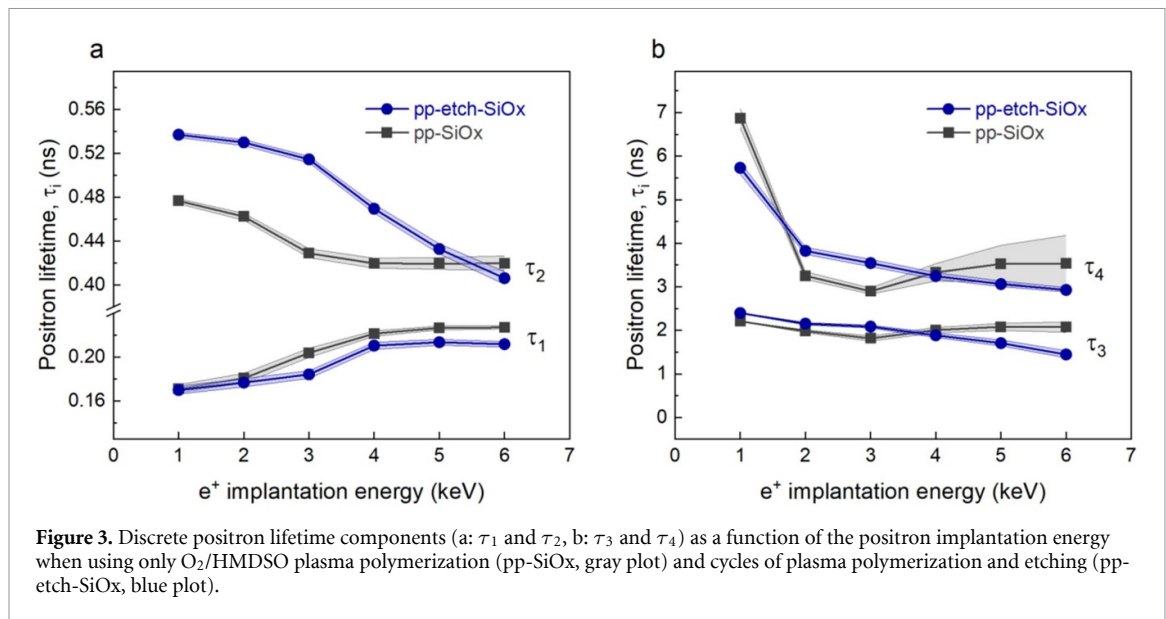 a
b
Positron lifetime, τi (ns)
0.56
0.52
0.48
0.44
0.40
0.20
0.16
pp-etch-SiOx
pp-SiOx
τ2
τ1
0 1 2 3 4 5 6 7
e+ implantation energy (keV)
Positron lifetime, τi (ns)
7
6
5
4
3
2
1
0
pp-etch-SiOx
pp-SiOx
τ4
τ3
0 1 2 3 4 5 6 7
e+ implantation energy (keV)
Figure 3. Discrete positron lifetime components (a: τ1 and τ2, b: τ3 and τ4) as a function of the positron implantation energy
when using only O2/HMDSO plasma polymerization (pp-SiOx, gray plot) and cycles of plasma polymerization and etching (pp-
etch-SiOx, blue plot).